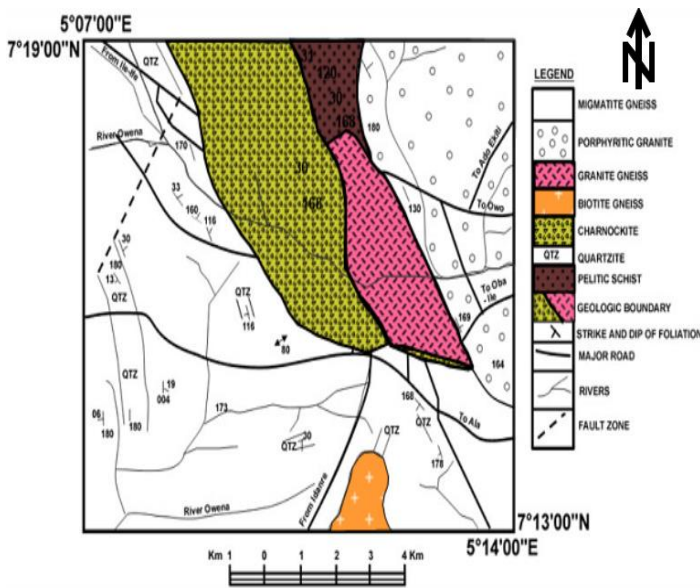 5°07'00"E
7°19'00"N
N
From Ile-Ife
QTZ
31
120
30
168
180
170
River Owena
To Ado Ekiti
To Owo
33
160
116
30
168
130
30
180
13
QTZ
QTZ
116
80
To Oba
-ile
169
164
QTZ
19
004
06
180
180
173
168
QTZ
To Ala
QTZ
30
QTZ
178
River Owena
From Idanre
7°13'00"N
5°14'00"E
Km 1 0 1 2 3 4 Km
LEGEND
MIGMATITE GNEISS
PORPHYRITIC GRANITE
GRANITE GNEISS
BIOTITE GNEISS
CHARNOCKITE
QTZ QUARTZITE
PELITIC SCHIST
GEOLOGIC BOUNDARY
STRIKE AND DIP OF FOLIATION
MAJOR ROAD
RIVERS
FAULT ZONE